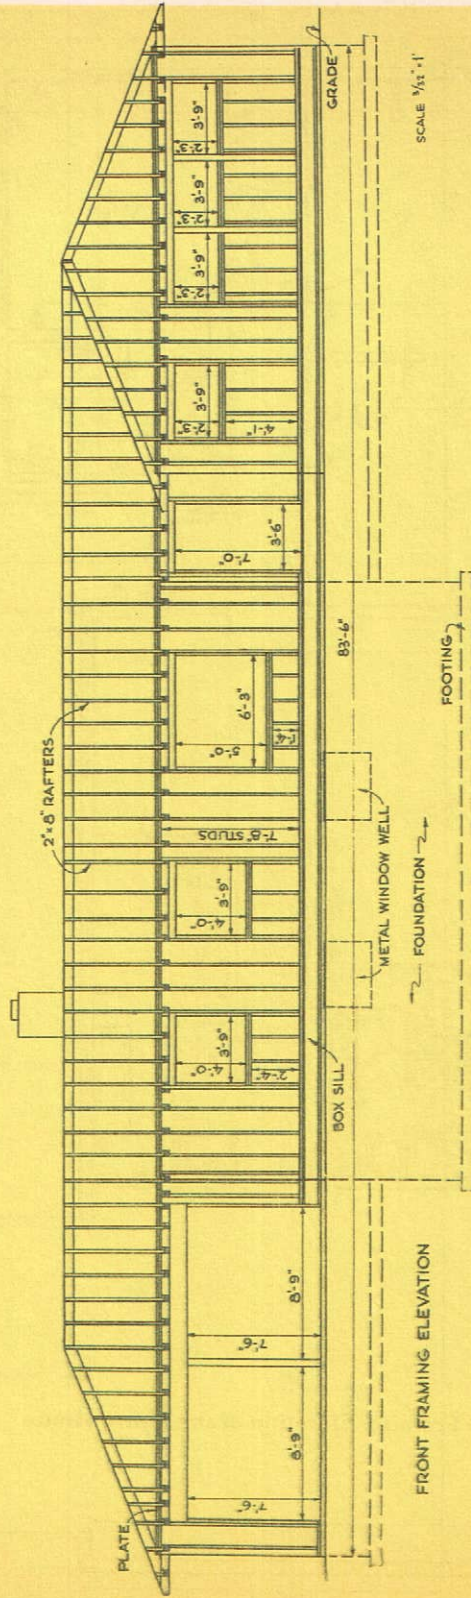 2"x8" RAFTERS
PLATE
7'-6"
8'-9"
7'-6"
8'-9"
4'-0"
3'-9"
2'-4"
4'-0"
3'-9"
7'-8" STUDS
5'-0"
6'-3"
1'-4"
7'-0"
3'-6"
2'-3"
3'-9"
4'-1"
2'-3"
3'-9"
2'-3"
3'-9"
2'-3"
3'-9"
GRADE
BOX SILL
83'-6"
METAL WINDOW WELL
FOUNDATION
FOOTING
FRONT FRAMING ELEVATION
SCALE 3/32"=1'